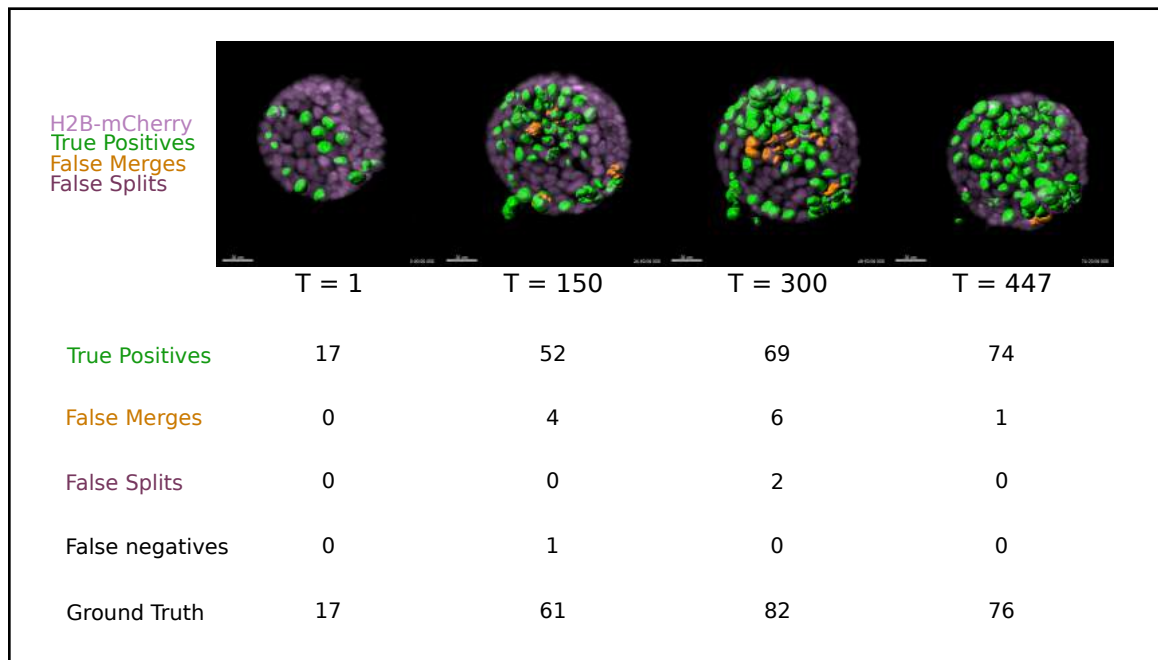 H2B-mCherry
True Positives
False Merges
False Splits
T = 1 T = 150 T = 300 T = 447
True Positives 17 52 69 74
False Merges 0 4 6 1
False Splits 0 0 2 0
False negatives 0 1 0 0
Ground Truth 17 61 82 76